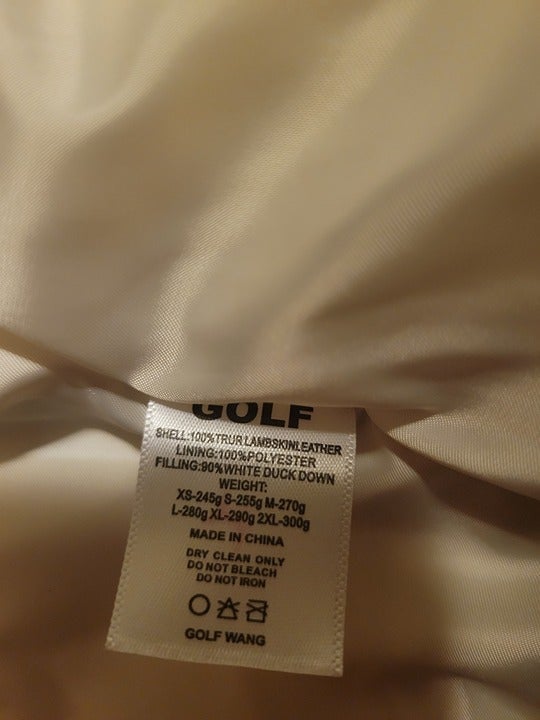 GOLF
SHELL:100%TRUR LAMBSKINLEATHER
LINING:100%POLYESTER
FILLING:90%WHITE DUCK DOWN
WEIGHT:
XS-245g S-255g M-270g
L-280g XL-290g 2XL-300g
MADE IN CHINA
DRY CLEAN ONLY
DO NOT BLEACH
DO NOT IRON
GOLF WANG